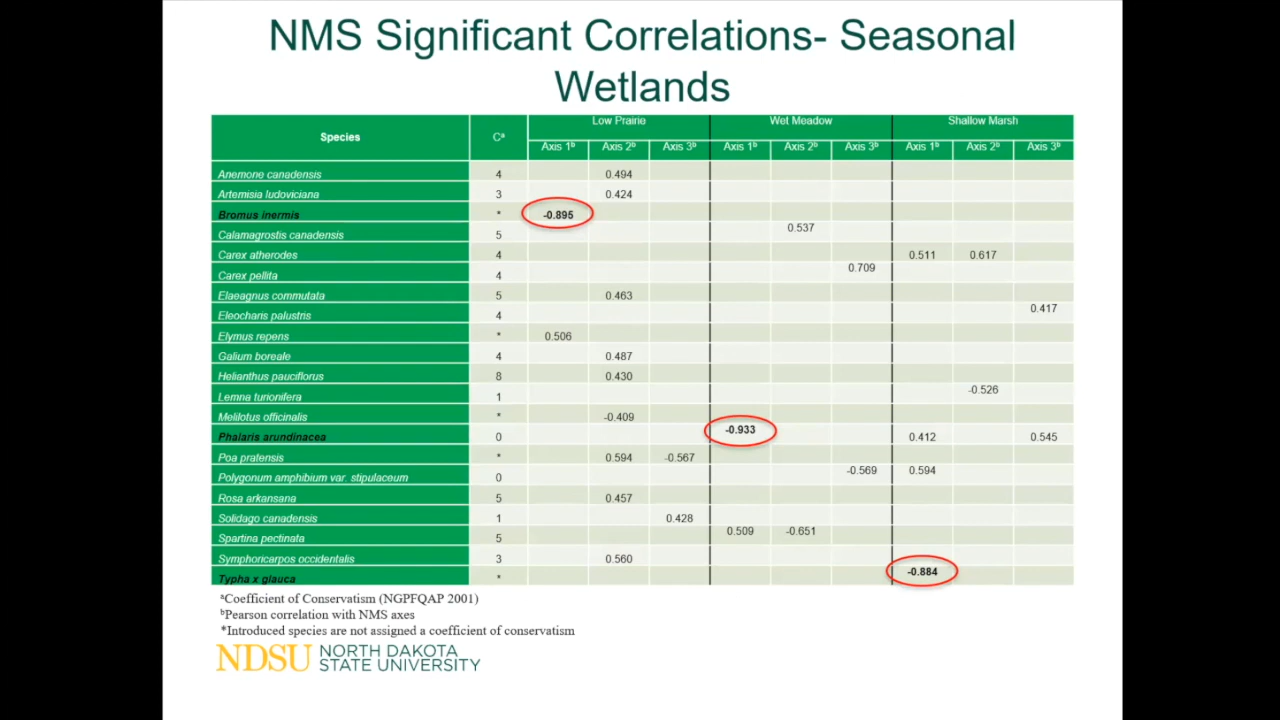 NMS Significant Correlations- Seasonal
Wetlands
Species Cᵃ Low Prairie Wet Meadow Shallow Marsh
Axis 1ᵇ Axis 2ᵇ Axis 3ᵇ Axis 1ᵇ Axis 2ᵇ Axis 3ᵇ Axis 1ᵇ Axis 2ᵇ Axis 3ᵇ
Anemone canadensis 4 0.494
Artemisia ludoviciana 3 0.424
Bromus inermis * -0.895
Calamagrostis canadensis 5 0.537
Carex atherodes 4 0.511 0.617
Carex pellita 4 0.709
Elaeagnus commutata 5 0.463
Eleocharis palustris 4 0.417
Elymus repens * 0.506
Galium boreale 4 0.487
Helianthus pauciflorus 8 0.430
Lemna turionifera 1 -0.526
Melilotus officinalis * -0.409
Phalaris arundinacea 0 -0.933 0.412 0.545
Poa pratensis * 0.594 -0.567
Polygonum amphibium var. stipulaceum 0 -0.569 0.594
Rosa arkansana 5 0.457
Solidago canadensis 1 0.428
Spartina pectinata 5 0.509 -0.651
Symphoricarpos occidentalis 3 0.560
Typha x glauca * -0.884
ᵃCoefficient of Conservatism (NGPFQAP 2001)
ᵇPearson correlation with NMS axes
*Introduced species are not assigned a coefficient of conservatism
NDSU NORTH DAKOTA
STATE UNIVERSITY